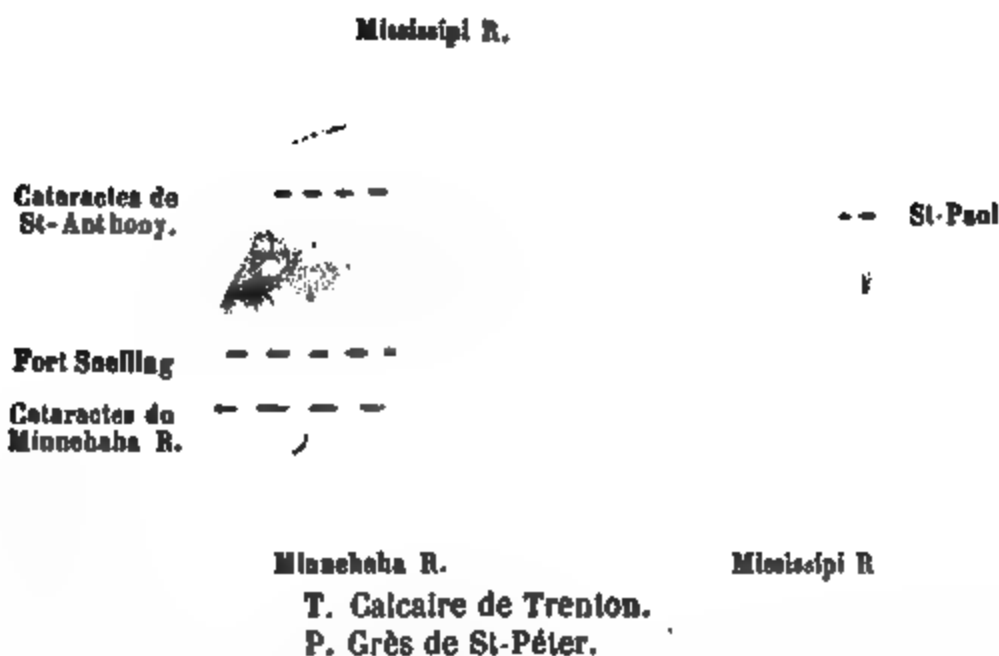 Mississipi R.
Cataractes de
St-Anthony.
St-Paul
Fort Snelling
Cataractes du
Minnehaha R.
Minnehaha R.
Mississipi R
T. Calcaire de Trenton.
P. Grès de St-Péter.